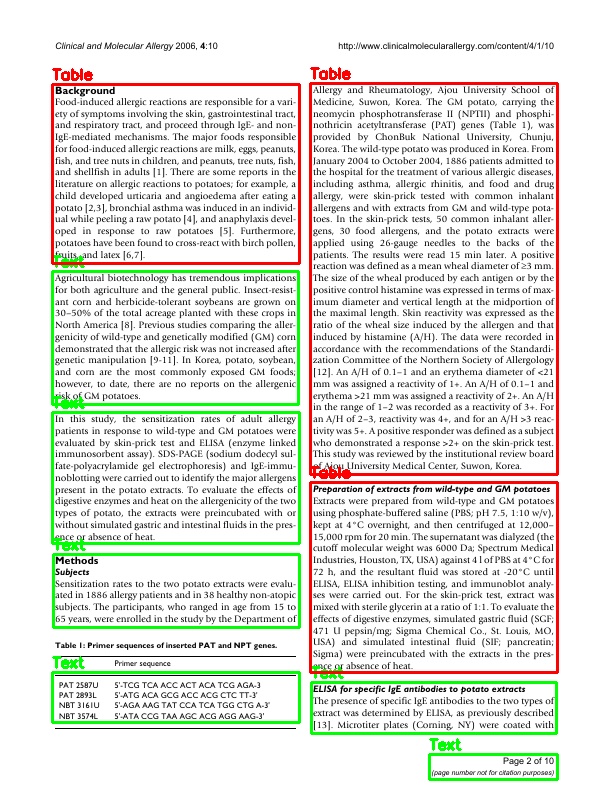 Clinical and Molecular Allergy 2006, 4:10
http://www.clinicalmolecularallergy.com/content/4/1/10
Table
Background
Food-induced allergic reactions are responsible for a vari-
ety of symptoms involving the skin, gastrointestinal tract,
and respiratory tract, and proceed through IgE- and non-
IgE-mediated mechanisms. The major foods responsible
for food-induced allergic reactions are milk, eggs, peanuts,
fish, and tree nuts in children, and peanuts, tree nuts, fish,
and shellfish in adults [1]. There are some reports in the
literature on allergic reactions to potatoes; for example, a
child developed urticaria and angioedema after eating a
potato [2,3], bronchial asthma was induced in an individ-
ual while peeling a raw potato [4], and anaphylaxis devel-
oped in response to raw potatoes [5]. Furthermore,
potatoes have been found to cross-react with birch pollen,
fruits, and latex [6,7].
Text
Agricultural biotechnology has tremendous implications
for both agriculture and the general public. Insect-resist-
ant corn and herbicide-tolerant soybeans are grown on
30–50% of the total acreage planted with these crops in
North America [8]. Previous studies comparing the aller-
genicity of wild-type and genetically modified (GM) corn
demonstrated that the allergic risk was not increased after
genetic manipulation [9-11]. In Korea, potato, soybean,
and corn are the most commonly exposed GM foods;
however, to date, there are no reports on the allergenic
risk of GM potatoes.
Text
In this study, the sensitization rates of adult allergy
patients in response to wild-type and GM potatoes were
evaluated by skin-prick test and ELISA (enzyme linked
immunosorbent assay). SDS-PAGE (sodium dodecyl sul-
fate-polyacrylamide gel electrophoresis) and IgE-immu-
noblotting were carried out to identify the major allergens
present in the potato extracts. To evaluate the effects of
digestive enzymes and heat on the allergenicity of the two
types of potato, the extracts were preincubated with or
without simulated gastric and intestinal fluids in the pres-
ence or absence of heat.
Text
Methods
Subjects
Sensitization rates to the two potato extracts were evalu-
ated in 1886 allergy patients and in 38 healthy non-atopic
subjects. The participants, who ranged in age from 15 to
65 years, were enrolled in the study by the Department of
Table 1: Primer sequences of inserted PAT and NPT genes.
Text
Primer sequence
PAT 2587U 5'-TCG TCA ACC ACT ACA TCG AGA-3
PAT 2893L 5'-ATG ACA GCG ACC ACG CTC TT-3'
NBT 3161U 5'-AGA AAG TAT CCA TCA TGG CTG A-3'
NBT 3574L 5'-ATA CCG TAA AGC ACG AGG AAG-3'
Table
Allergy and Rheumatology, Ajou University School of
Medicine, Suwon, Korea. The GM potato, carrying the
neomycin phosphotransferase II (NPTII) and phosphi-
nothricin acetyltransferase (PAT) genes (Table 1), was
provided by ChonBuk National University, Chunju,
Korea. The wild-type potato was produced in Korea. From
January 2004 to October 2004, 1886 patients admitted to
the hospital for the treatment of various allergic diseases,
including asthma, allergic rhinitis, and food and drug
allergy, were skin-prick tested with common inhalant
allergens and with extracts from GM and wild-type pota-
toes. In the skin-prick tests, 50 common inhalant aller-
gens, 30 food allergens, and the potato extracts were
applied using 26-gauge needles to the backs of the
patients. The results were read 15 min later. A positive
reaction was defined as a mean wheal diameter of ≥3 mm.
The size of the wheal produced by each antigen or by the
positive control histamine was expressed in terms of max-
imum diameter and vertical length at the midportion of
the maximal length. Skin reactivity was expressed as the
ratio of the wheal size induced by the allergen and that
induced by histamine (A/H). The data were recorded in
accordance with the recommendations of the Standardi-
zation Committee of the Northern Society of Allergology
[12]. An A/H of 0.1–1 and an erythema diameter of <21
mm was assigned a reactivity of 1+. An A/H of 0.1–1 and
erythema >21 mm was assigned a reactivity of 2+. An A/H
in the range of 1–2 was recorded as a reactivity of 3+. For
an A/H of 2–3, reactivity was 4+, and for an A/H >3 reac-
tivity was 5+. A positive responder was defined as a subject
who demonstrated a response >2+ on the skin-prick test.
This study was reviewed by the institutional review board
of Ajou University Medical Center, Suwon, Korea.
Table
Preparation of extracts from wild-type and GM potatoes
Extracts were prepared from wild-type and GM potatoes
using phosphate-buffered saline (PBS; pH 7.5, 1:10 w/v),
kept at 4°C overnight, and then centrifuged at 12,000–
15,000 rpm for 20 min. The supernatant was dialyzed (the
cutoff molecular weight was 6000 Da; Spectrum Medical
Industries, Houston, TX, USA) against 4 l of PBS at 4°C for
72 h, and the resultant fluid was stored at -20°C until
ELISA, ELISA inhibition testing, and immunoblot analy-
ses were carried out. For the skin-prick test, extract was
mixed with sterile glycerin at a ratio of 1:1. To evaluate the
effects of digestive enzymes, simulated gastric fluid (SGF;
471 U pepsin/mg; Sigma Chemical Co., St. Louis, MO,
USA) and simulated intestinal fluid (SIF; pancreatin;
Sigma) were preincubated with the extracts in the pres-
ence or absence of heat.
Text
ELISA for specific IgE antibodies to potato extracts
The presence of specific IgE antibodies to the two types of
extract was determined by ELISA, as previously described
[13]. Microtiter plates (Corning, NY) were coated with
Text
Page 2 of 10
(page number not for citation purposes)